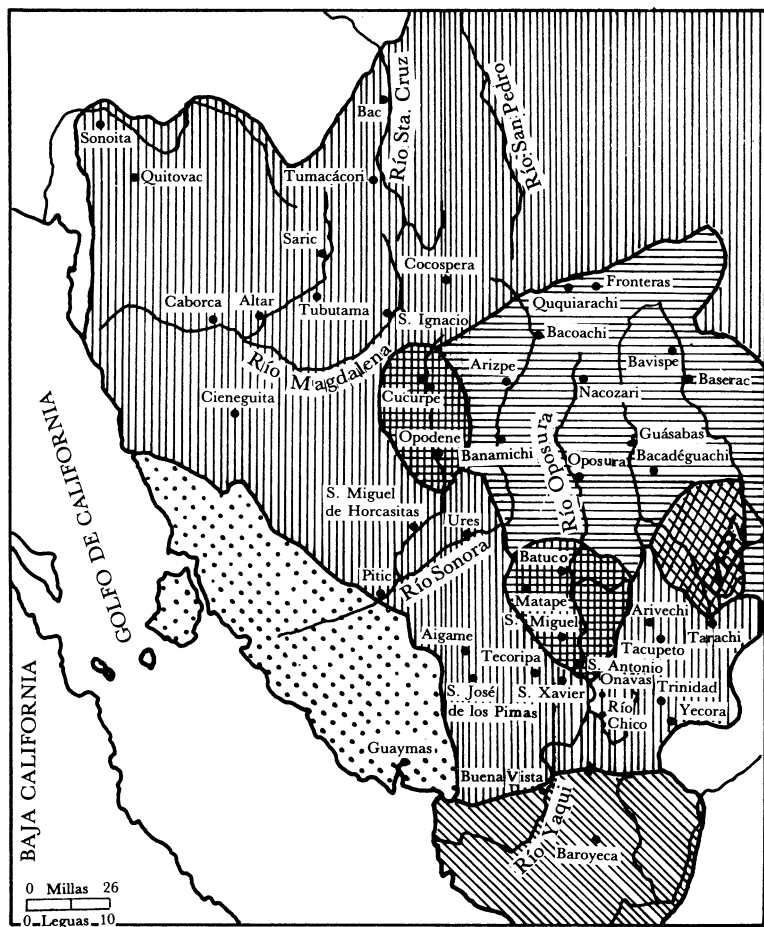 Río Sta. Cruz
Río San Pedro
Bac
Sonoita
Quitovac
Tumacácori
Saric
Cocospera
Fronteras
Ququiarachi
Caborca
Altar
Tubutama
S. Ignacio
Bacoachi
Río Magdalena
Arizpe
Bavispe
Baserac
Cucurpe
Nacozari
Cieneguita
Opodene
Banamichi
Río Oposura
Oposura
Guásabas
Bacadéguachi
S. Miguel
de Horcasitas
Ures
GOLFO DE CALIFORNIA
Río Sonora
Batuco
Pitic
Matape
S. Miguel
Arivechi
Tarachi
Aigame
Tacupeto
Tecoripa
S. Antonio
Onavas
S. José
de los Pimas
S. Xavier
Trinidad
Río
Chico
Yecora
Guaymas
Buena Vista
Río Yaqui
Baroyeca
BAJA CALIFORNIA
0 Millas 26
0 Leguas 10